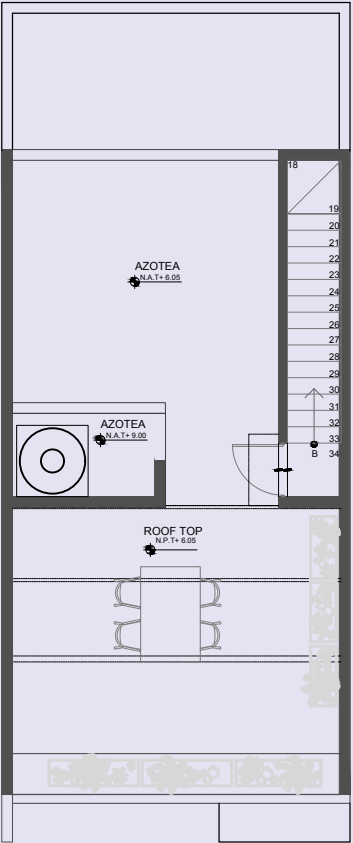 18
19
20
21
22
23
24
25
26
27
28
29
30
31
32
33
B 34
AZOTEA
N.A.T+ 6.05
AZOTEA
N.A.T+ 9.00
ROOF TOP
N.P.T+ 6.05